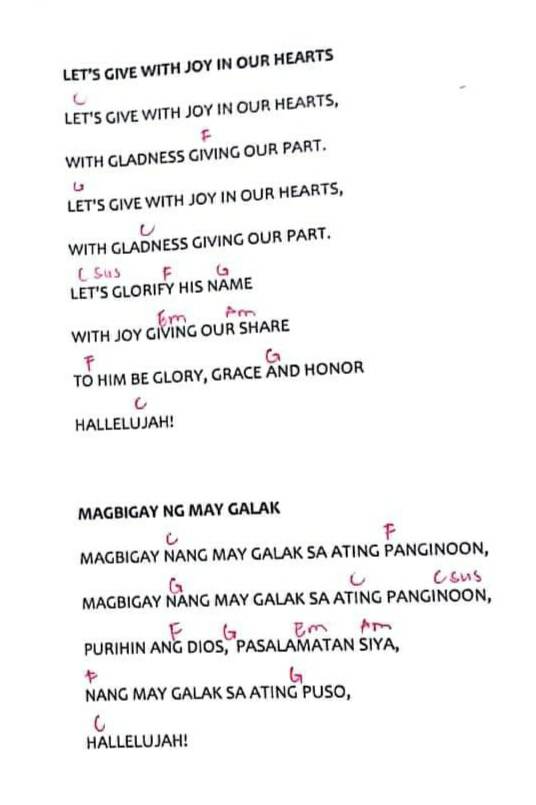 LET'S GIVE WITH JOY IN OUR HEARTS
C
LET'S GIVE WITH JOY IN OUR HEARTS,
F
WITH GLADNESS GIVING OUR PART.
G
LET'S GIVE WITH JOY IN OUR HEARTS,
C
WITH GLADNESS GIVING OUR PART.
C sus F G
LET'S GLORIFY HIS NAME
Em Am
WITH JOY GIVING OUR SHARE
F G
TO HIM BE GLORY, GRACE AND HONOR
C
HALLELUJAH!
MAGBIGAY NG MAY GALAK
C F
MAGBIGAY NANG MAY GALAK SA ATING PANGINOON,
G C C sus
MAGBIGAY NANG MAY GALAK SA ATING PANGINOON,
F G Em Am
PURIHIN ANG DIOS, PASALAMATAN SIYA,
F G
NANG MAY GALAK SA ATING PUSO,
C
HALLELUJAH!